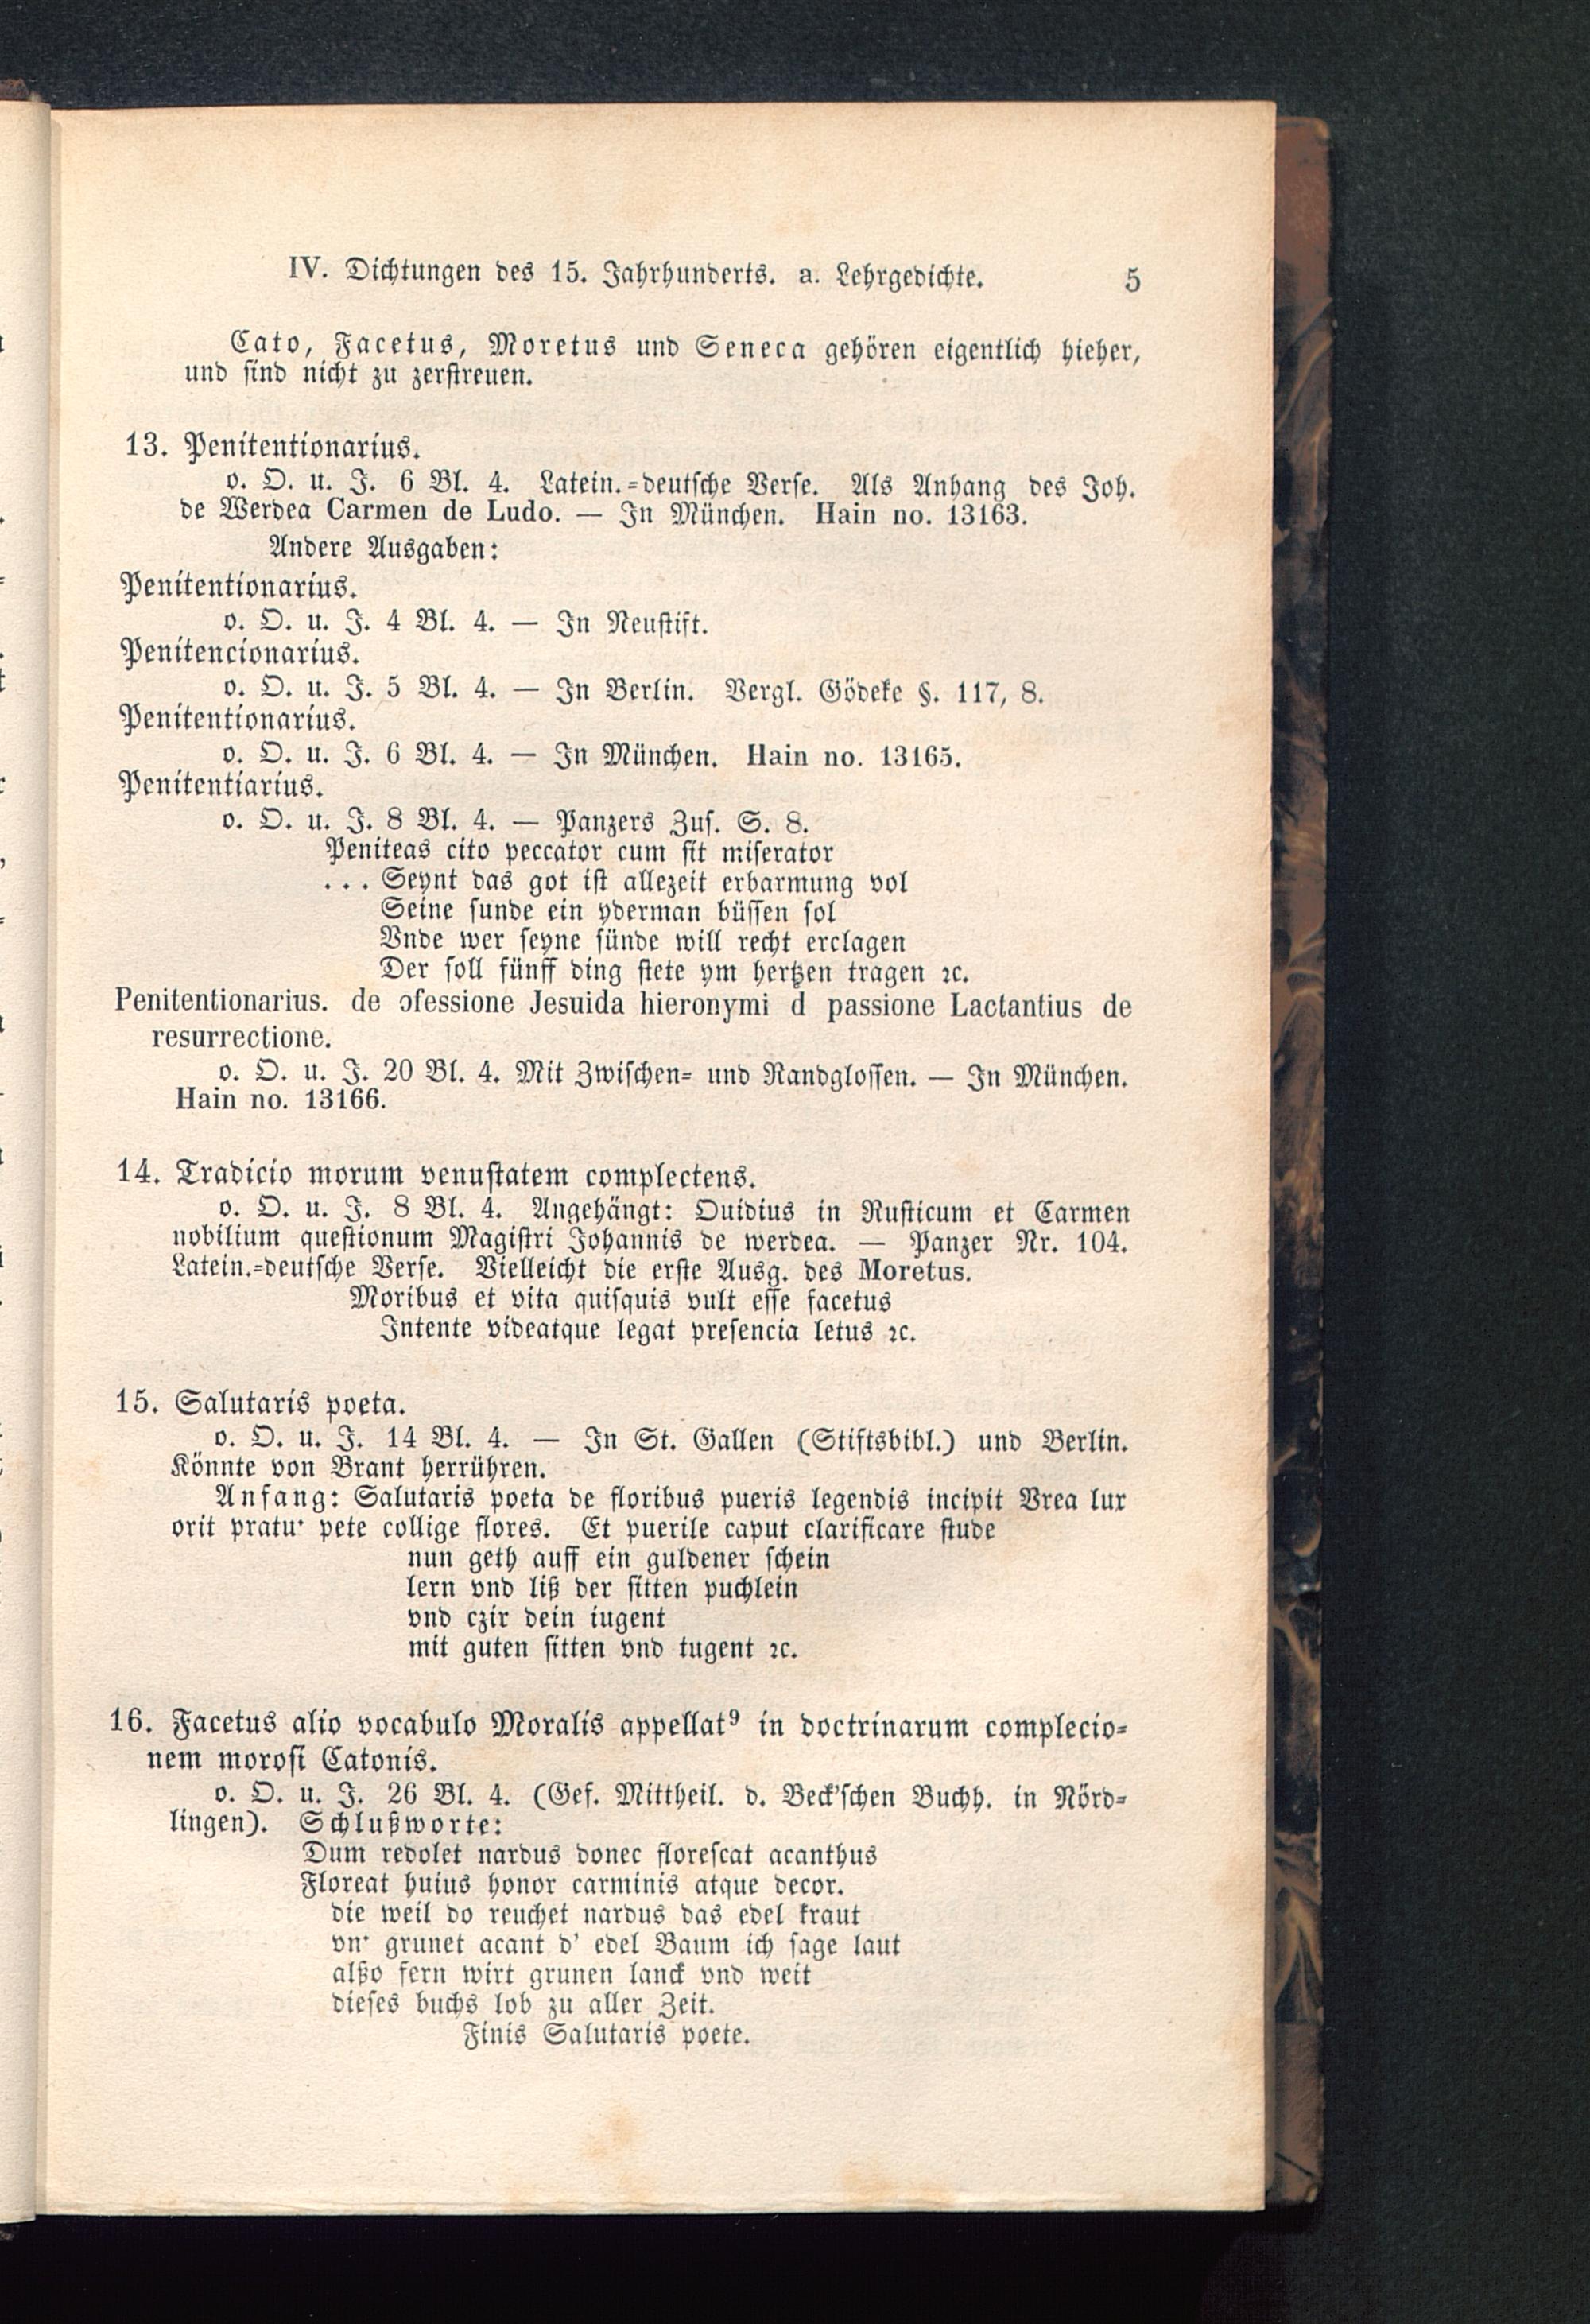 IV. Dichtungen des 15. Jahrhunderts. a. Lehrgedichte. 5
Cato, Facetus, Moretus und Seneca gehören eigentlich hieher,
und sind nicht zu zerstreuen.
13. Penitentionarius.
o. O. u. J. 6 Bl. 4. Latein.=deutsche Verse. Als Anhang des Joh.
de Werdea Carmen de Ludo. — In München. Hain no. 13163.
Andere Ausgaben:
Penitentionarius.
o. O. u. J. 4 Bl. 4. — In Neustift.
Penitencionarius.
o. O. u. J. 5 Bl. 4. — In Berlin. Vergl. Gödeke §. 117, 8.
Penitentionarius.
o. O. u. J. 6 Bl. 4. — In München. Hain no. 13165.
Penitentiarius.
o. O. u. J. 8 Bl. 4. — Panzers Zus. S. 8.
Peniteas cito peccator cum sit miserator
... Seynt das got ist allezeit erbarmung vol
Seine sunde ein yderman büssen sol
Vnde wer seyne sünde will recht erclagen
Der soll fünff ding stete ym hertzen tragen ꝛc.
Penitentionarius. de ɔfessione Jesuida hieronymi d passione Lactantius de
resurrectione.
o. O. u. J. 20 Bl. 4. Mit Zwischen= und Randglossen. — In München.
Hain no. 13166.
14. Tradicio morum venustatem complectens.
o. O. u. J. 8 Bl. 4. Angehängt: Ouidius in Rusticum et Carmen
nobilium questionum Magistri Johannis de werdea. — Panzer Nr. 104.
Latein.=deutsche Verse. Vielleicht die erste Ausg. des Moretus.
Moribus et vita quisquis vult esse facetus
Intente videatque legat presencia letus ꝛc.
15. Salutaris poeta.
o. O. u. J. 14 Bl. 4. — In St. Gallen (Stiftsbibl.) und Berlin.
Könnte von Brant herrühren.
Anfang: Salutaris poeta de floribus pueris legendis incipit Vrea lux
orit pratu· pete collige flores. Et puerile caput clarificare stude
nun geth auff ein guldener schein
lern vnd liß der sitten puchlein
vnd czir dein iugent
mit guten sitten vnd tugent ꝛc.
16. Facetus alio vocabulo Moralis appellat⁹ in doctrinarum complecio=
nem morosi Catonis.
o. O. u. J. 26 Bl. 4. (Gef. Mittheil. d. Beck'schen Buchh. in Nörd=
lingen). Schlußworte:
Dum redolet nardus donec florescat acanthus
Floreat huius honor carminis atque decor.
die weil do reuchet nardus das edel kraut
vn· grunet acant d' edel Baum ich sage laut
alßo fern wirt grunen lanck vnd weit
dieses buchs lob zu aller Zeit.
Finis Salutaris poete.